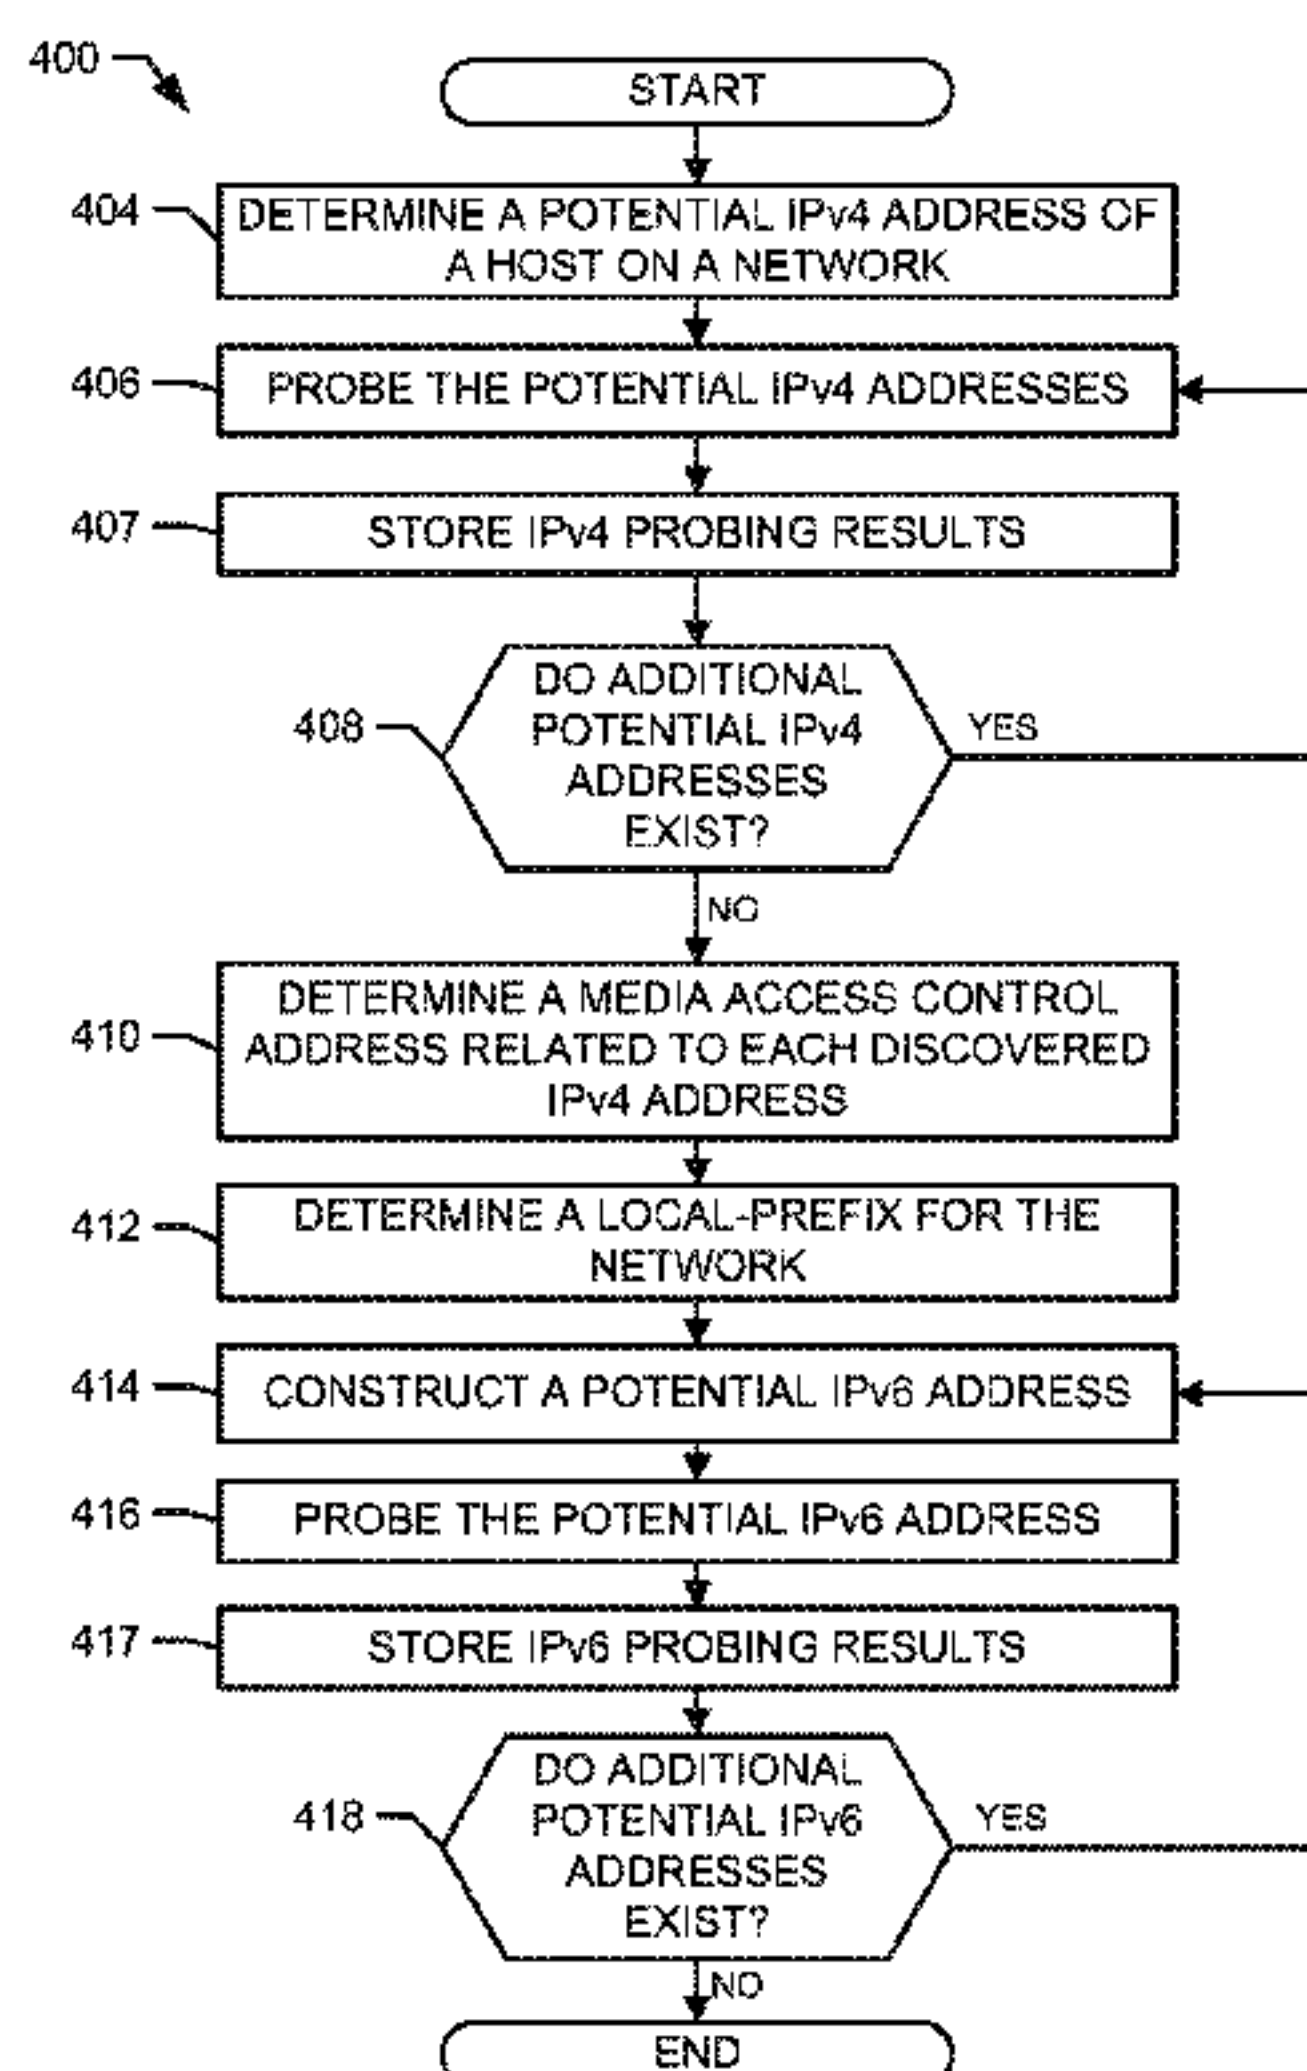 400
START
404
DETERMINE A POTENTIAL IPv4 ADDRESS OF
A HOST ON A NETWORK
406
PROBE THE POTENTIAL IPv4 ADDRESSES
407
STORE IPv4 PROBING RESULTS
408
DO ADDITIONAL
POTENTIAL IPv4
ADDRESSES
EXIST?
YES
NO
410
DETERMINE A MEDIA ACCESS CONTROL
ADDRESS RELATED TO EACH DISCOVERED
IPv4 ADDRESS
412
DETERMINE A LOCAL-PREFIX FOR THE
NETWORK
414
CONSTRUCT A POTENTIAL IPv6 ADDRESS
416
PROBE THE POTENTIAL IPv6 ADDRESS
417
STORE IPv6 PROBING RESULTS
418
DO ADDITIONAL
POTENTIAL IPv6
ADDRESSES
EXIST?
YES
NO
END